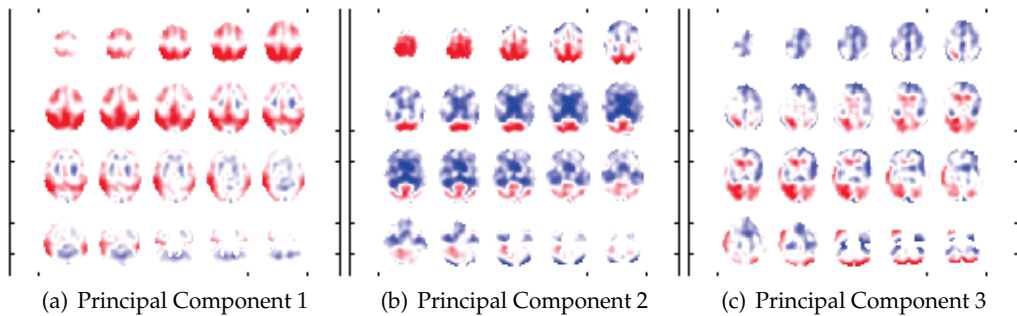 (a) Principal Component 1
(b) Principal Component 2
(c) Principal Component 3